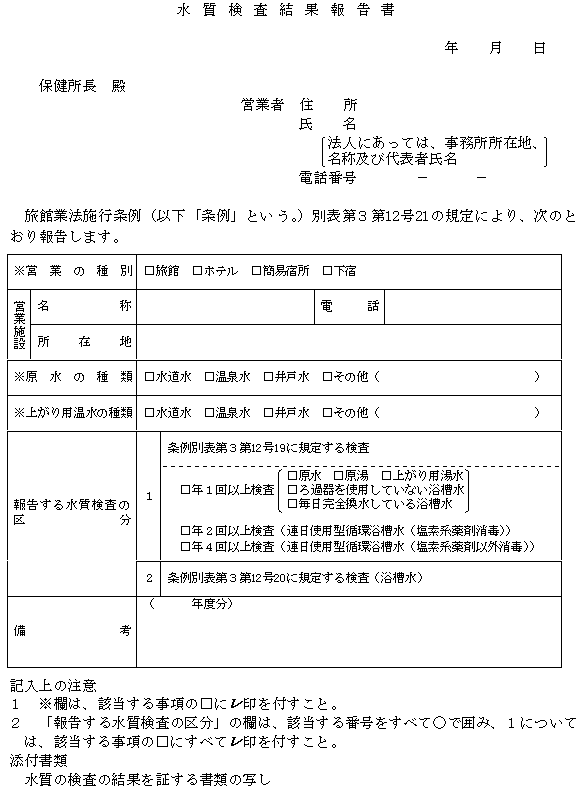 水質検査結果報告書
年　月　日
保健所長　殿
営業者　住　所
氏　名
法人にあっては、事務所所在地、
名称及び代表者氏名
電話番号　　－　　－
旅館業法施行条例（以下「条例」という。）別表第３第12号21の規定により、次のと
おり報告します。
※営業の種別　□旅館　□ホテル　□簡易宿所　□下宿
営業施設　名称　電話
所在地
※原水の種類　□水道水　□温泉水　□井戸水　□その他（　　　）
※上がり用温水の種類　□水道水　□温泉水　□井戸水　□その他（　　　）
報告する水質検査の
区分
1
条例別表第３第12号19に規定する検査
□年１回以上検査
□原水　□原湯　□上がり用湯水
□ろ過器を使用していない浴槽水
□毎日完全換水している浴槽水
□年２回以上検査（連日使用型循環浴槽水（塩素系薬剤消毒））
□年４回以上検査（連日使用型循環浴槽水（塩素系薬剤以外消毒））
2　条例別表第３第12号20に規定する検査（浴槽水）
備考
（　　年度分）
記入上の注意
１　※欄は、該当する事項の□にレ印を付すこと。
２　「報告する水質検査の区分」の欄は、該当する番号をすべて○で囲み、１について
は、該当する事項の□にすべてレ印を付すこと。
添付書類
水質の検査の結果を証する書類の写し